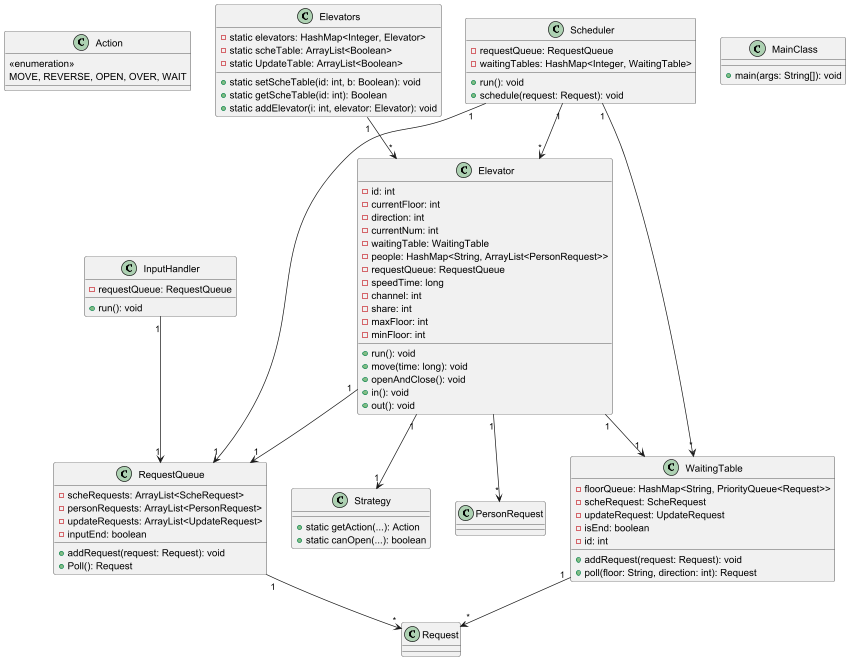 C Action
«enumeration»
MOVE, REVERSE, OPEN, OVER, WAIT
C Elevators
static elevators: HashMap<Integer, Elevator>
static scheTable: ArrayList<Boolean>
static UpdateTable: ArrayList<Boolean>
static setScheTable(id: int, b: Boolean): void
static getScheTable(id: int): Boolean
static addElevator(i: int, elevator: Elevator): void
C Scheduler
requestQueue: RequestQueue
waitingTables: HashMap<Integer, WaitingTable>
run(): void
schedule(request: Request): void
C MainClass
main(args: String[]): void
1
*
1
1
*
1
*
C Elevator
id: int
currentFloor: int
direction: int
currentNum: int
waitingTable: WaitingTable
people: HashMap<String, ArrayList<PersonRequest>>
requestQueue: RequestQueue
speedTime: long
channel: int
share: int
maxFloor: int
minFloor: int
run(): void
move(time: long): void
openAndClose(): void
in(): void
out(): void
C InputHandler
requestQueue: RequestQueue
run(): void
1
1
1
1
1
1
1
1
*
1
1
C RequestQueue
scheRequests: ArrayList<ScheRequest>
personRequests: ArrayList<PersonRequest>
updateRequests: ArrayList<UpdateRequest>
inputEnd: boolean
addRequest(request: Request): void
Poll(): Request
C Strategy
static getAction(...): Action
static canOpen(...): boolean
C PersonRequest
C WaitingTable
floorQueue: HashMap<String, PriorityQueue<Request>>
scheRequest: ScheRequest
updateRequest: UpdateRequest
isEnd: boolean
id: int
addRequest(request: Request): void
poll(floor: String, direction: int): Request
1
*
1
*
C Request